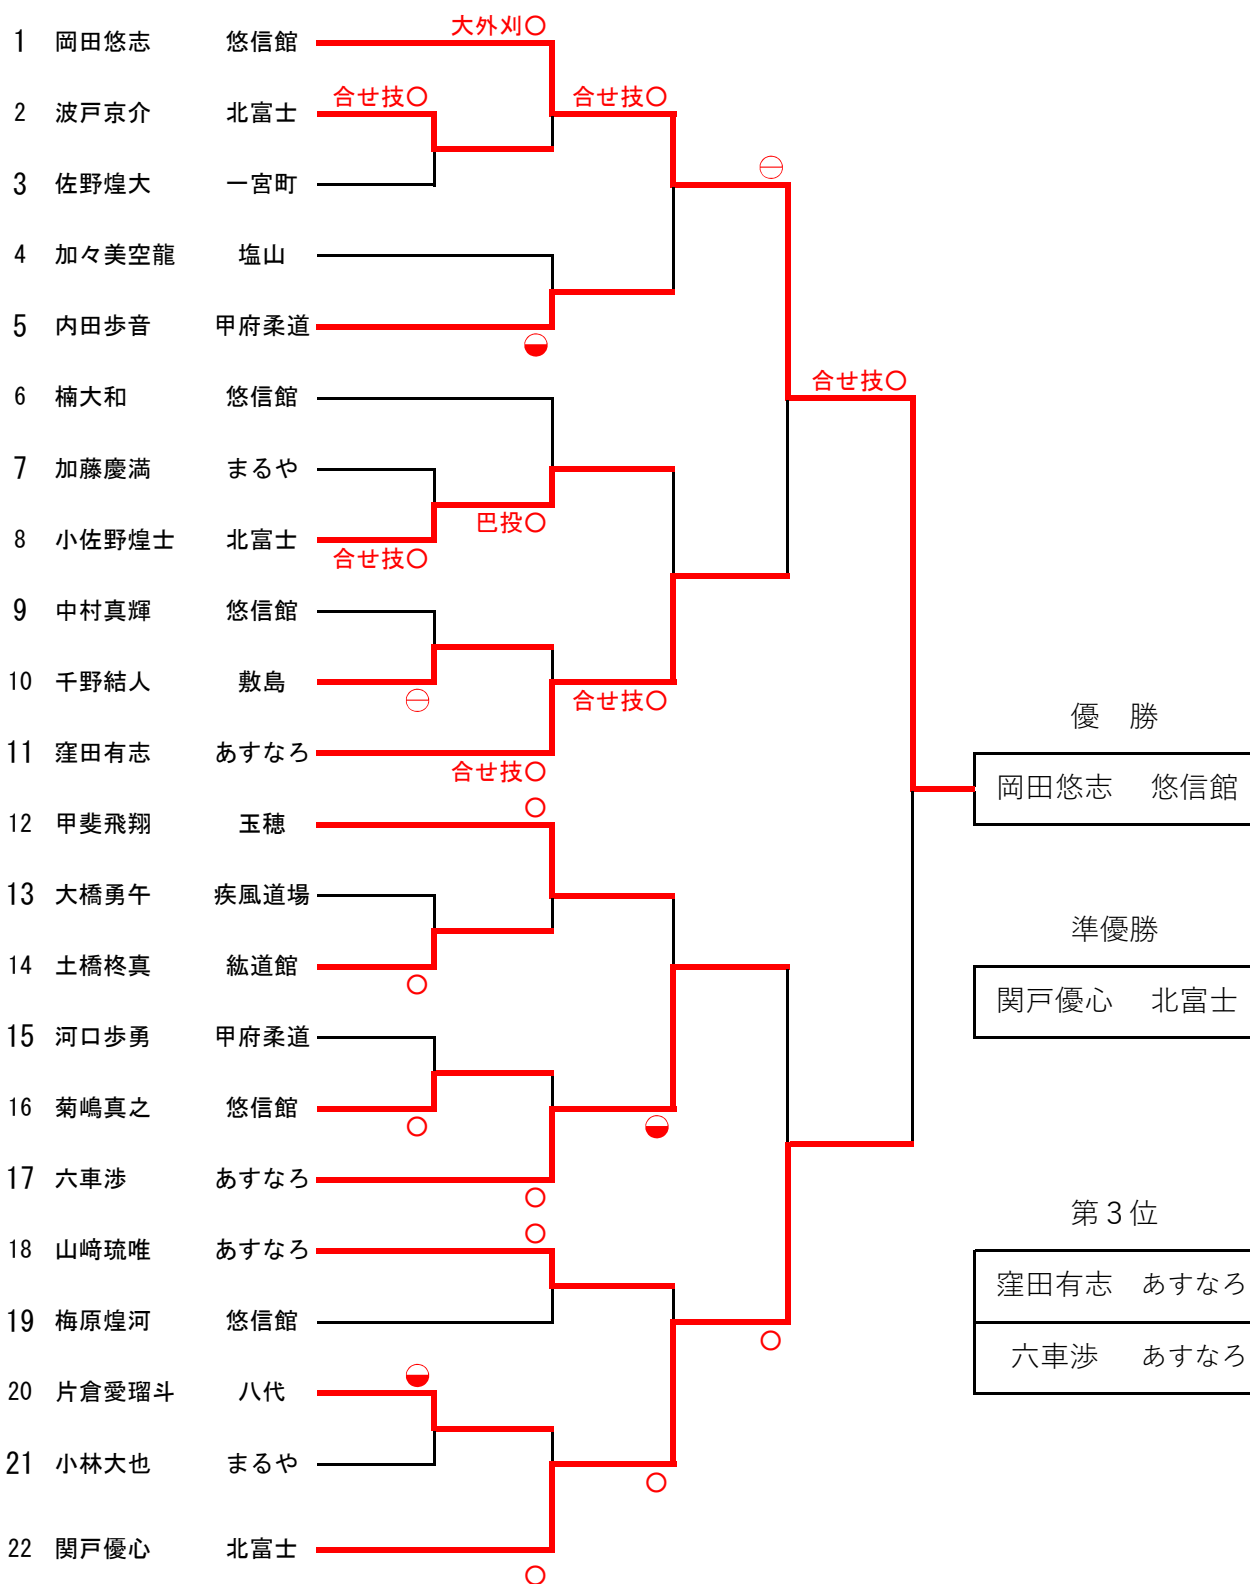 大外刈〇
1 岡田悠志 悠信館
合せ技〇 合せ技〇
2 波戸京介 北富士
3 佐野煌大 一宮町
4 加々美空龍 塩山
5 内田歩音 甲府柔道
合せ技〇
6 楠大和 悠信館
7 加藤慶満 まるや
巴投〇
8 小佐野煌士 北富士
合せ技〇
9 中村真輝 悠信館
10 千野結人 敷島
合せ技〇
優 勝
11 窪田有志 あすなろ
合せ技〇
岡田悠志 悠信館
〇
12 甲斐飛翔 玉穂
13 大橋勇午 疾風道場
準優勝
14 土橋柊真 紘道館
〇
関戸優心 北富士
15 河口歩勇 甲府柔道
16 菊嶋真之 悠信館
〇
17 六車渉 あすなろ
〇
第３位
〇
18 山﨑琉唯 あすなろ
窪田有志 あすなろ
19 梅原煌河 悠信館
〇
六車渉 あすなろ
20 片倉愛瑠斗 八代
21 小林大也 まるや
〇
22 関戸優心 北富士
〇